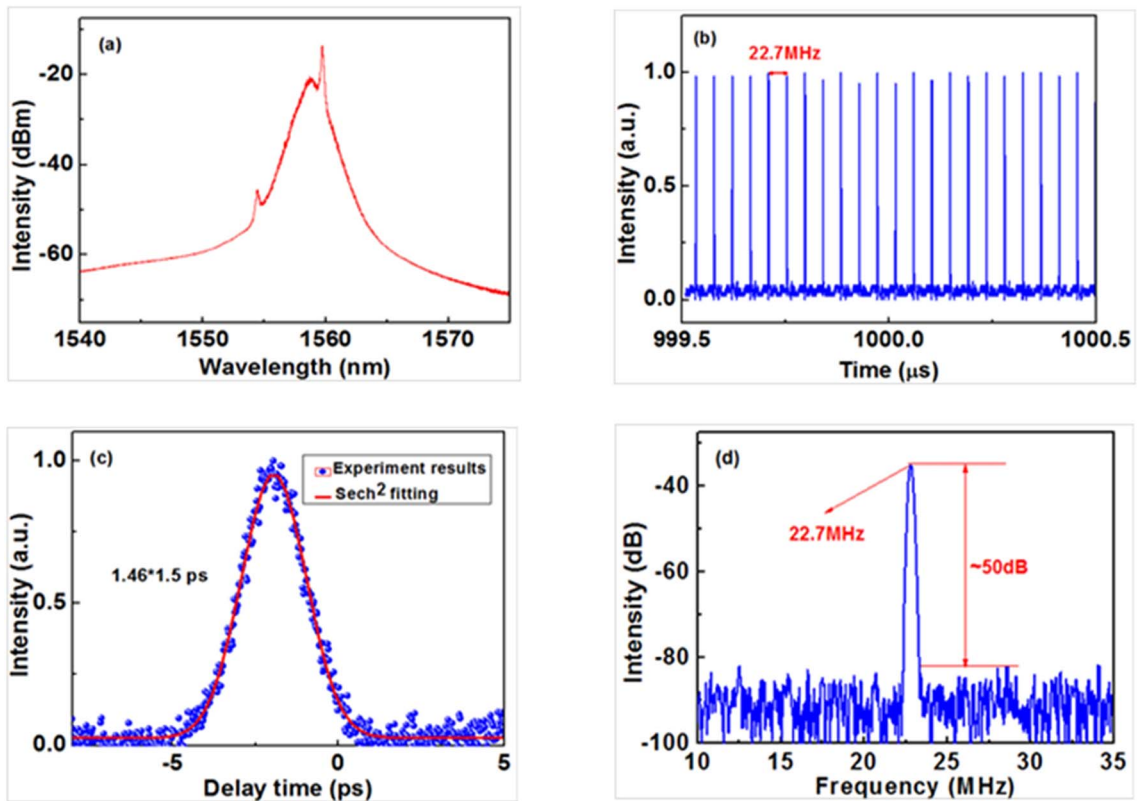 (a)
-20
-40
-60
Intensity (dBm)
1540 1550 1560 1570
Wavelength (nm)
(b)
22.7MHz
1.0
0.5
0.0
Intensity (a.u.)
999.5 1000.0 1000.5
Time (μs)
(c)
Experiment results
Sech² fitting
1.46*1.5 ps
1.0
0.5
0.0
Intensity (a.u.)
-5 0 5
Delay time (ps)
(d)
22.7MHz
~50dB
-40
-60
-80
-100
Intensity (dB)
10 15 20 25 30 35
Frequency (MHz)